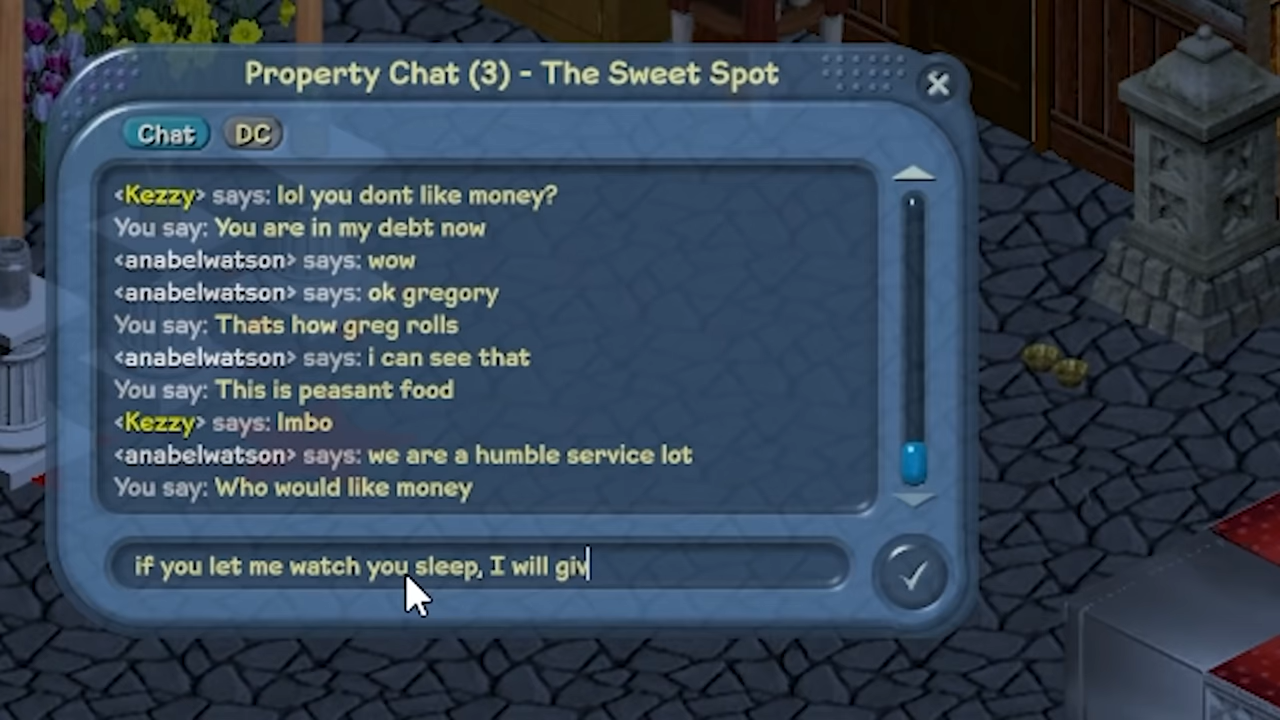 Property Chat (3) - The Sweet Spot
Chat DC
<Kezzy> says: lol you dont like money?
You say: You are in my debt now
<anabelwatson> says: wow
<anabelwatson> says: ok gregory
You say: Thats how greg rolls
<anabelwatson> says: i can see that
You say: This is peasant food
<Kezzy> says: lmbo
<anabelwatson> says: we are a humble service lot
You say: Who would like money
if you let me watch you sleep, I will giv